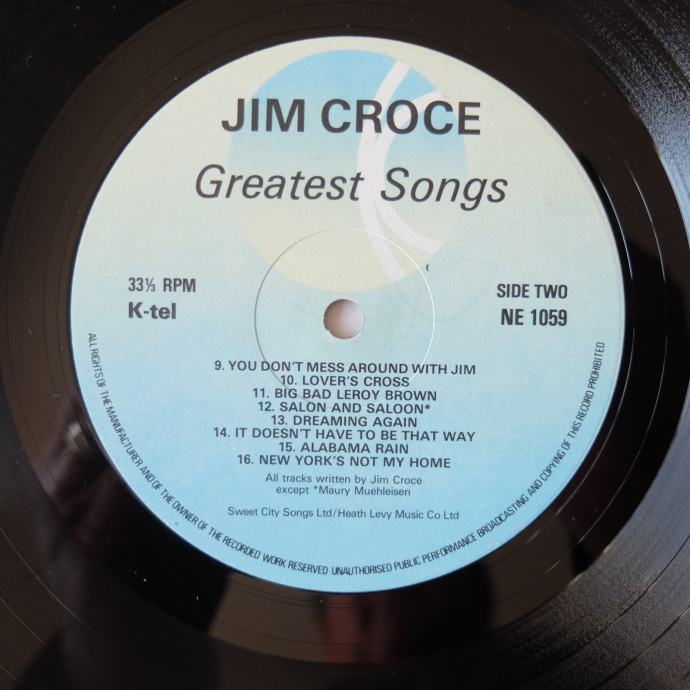 JIM CROCE
Greatest Songs
33⅓ RPM
K-tel
SIDE TWO
NE 1059
9. YOU DON'T MESS AROUND WITH JIM
10. LOVER'S CROSS
11. BIG BAD LEROY BROWN
12. SALON AND SALOON*
13. DREAMING AGAIN
14. IT DOESN'T HAVE TO BE THAT WAY
15. ALABAMA RAIN
16. NEW YORK'S NOT MY HOME
All tracks written by Jim Croce
except *Maury Muehleisen
Sweet City Songs Ltd/Heath Levy Music Co Ltd
ALL RIGHTS OF THE MANUFACTURER AND OF THE OWNER OF THE RECORDED WORK RESERVED UNAUTHORISED PUBLIC PERFORMANCE BROADCASTING AND COPYING OF THIS RECORD PROHIBITED